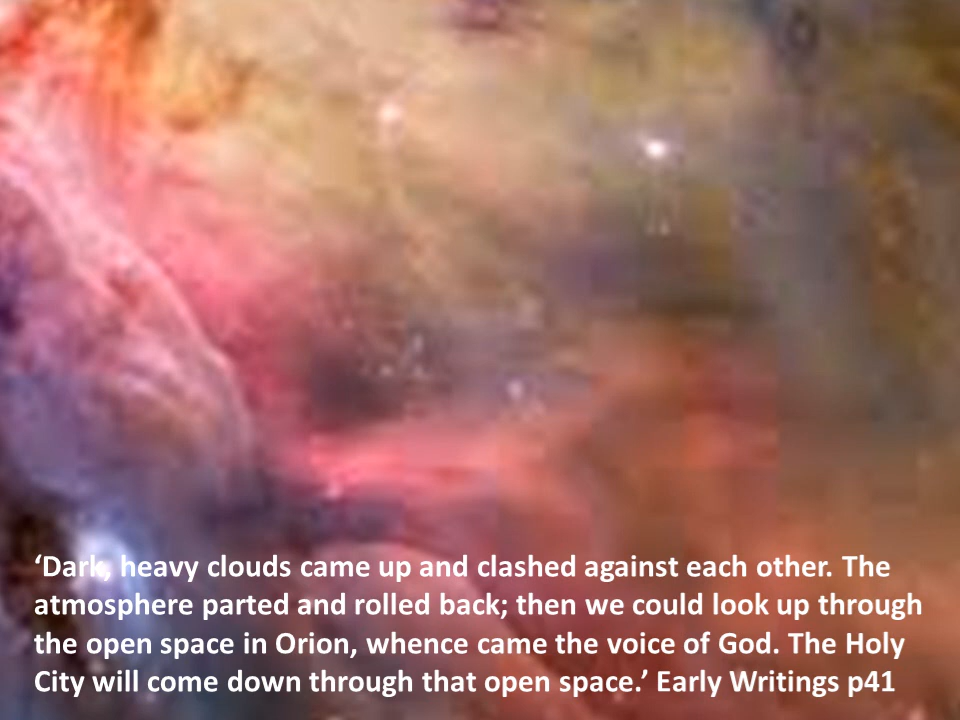 ‘Dark, heavy clouds came up and clashed against each other. The
atmosphere parted and rolled back; then we could look up through
the open space in Orion, whence came the voice of God. The Holy
City will come down through that open space.’ Early Writings p41